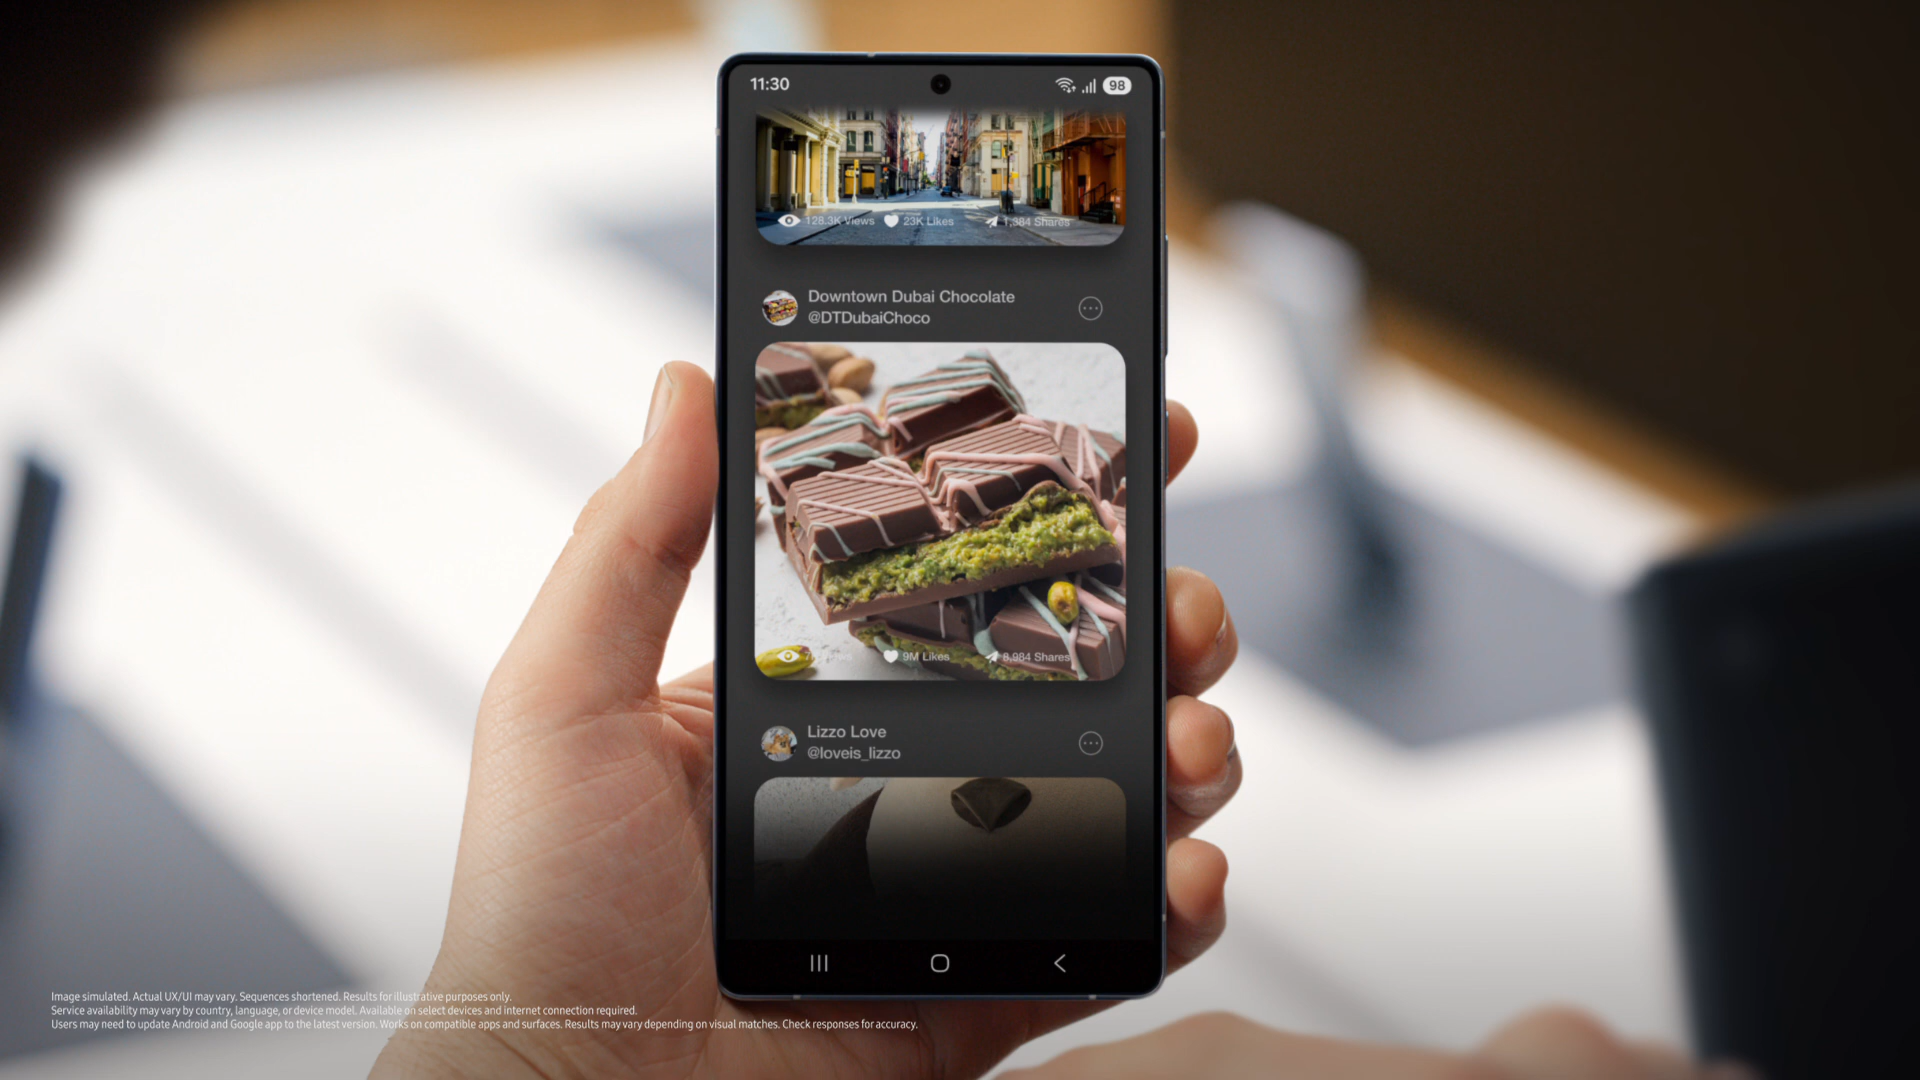 11:30
98
128.3K Views
23K Likes
1,384 Shares
Downtown Dubai Chocolate
@DTDubaiChoco
9M Likes
8,984 Shares
Lizzo Love
@loveis_lizzo
Image simulated. Actual UX/UI may vary. Sequences shortened. Results for illustrative purposes only.
Service availability may vary by country, language, or device model. Available on select devices and internet connection required.
Users may need to update Android and Google app to the latest version. Works on compatible apps and surfaces. Results may vary depending on visual matches. Check responses for accuracy.